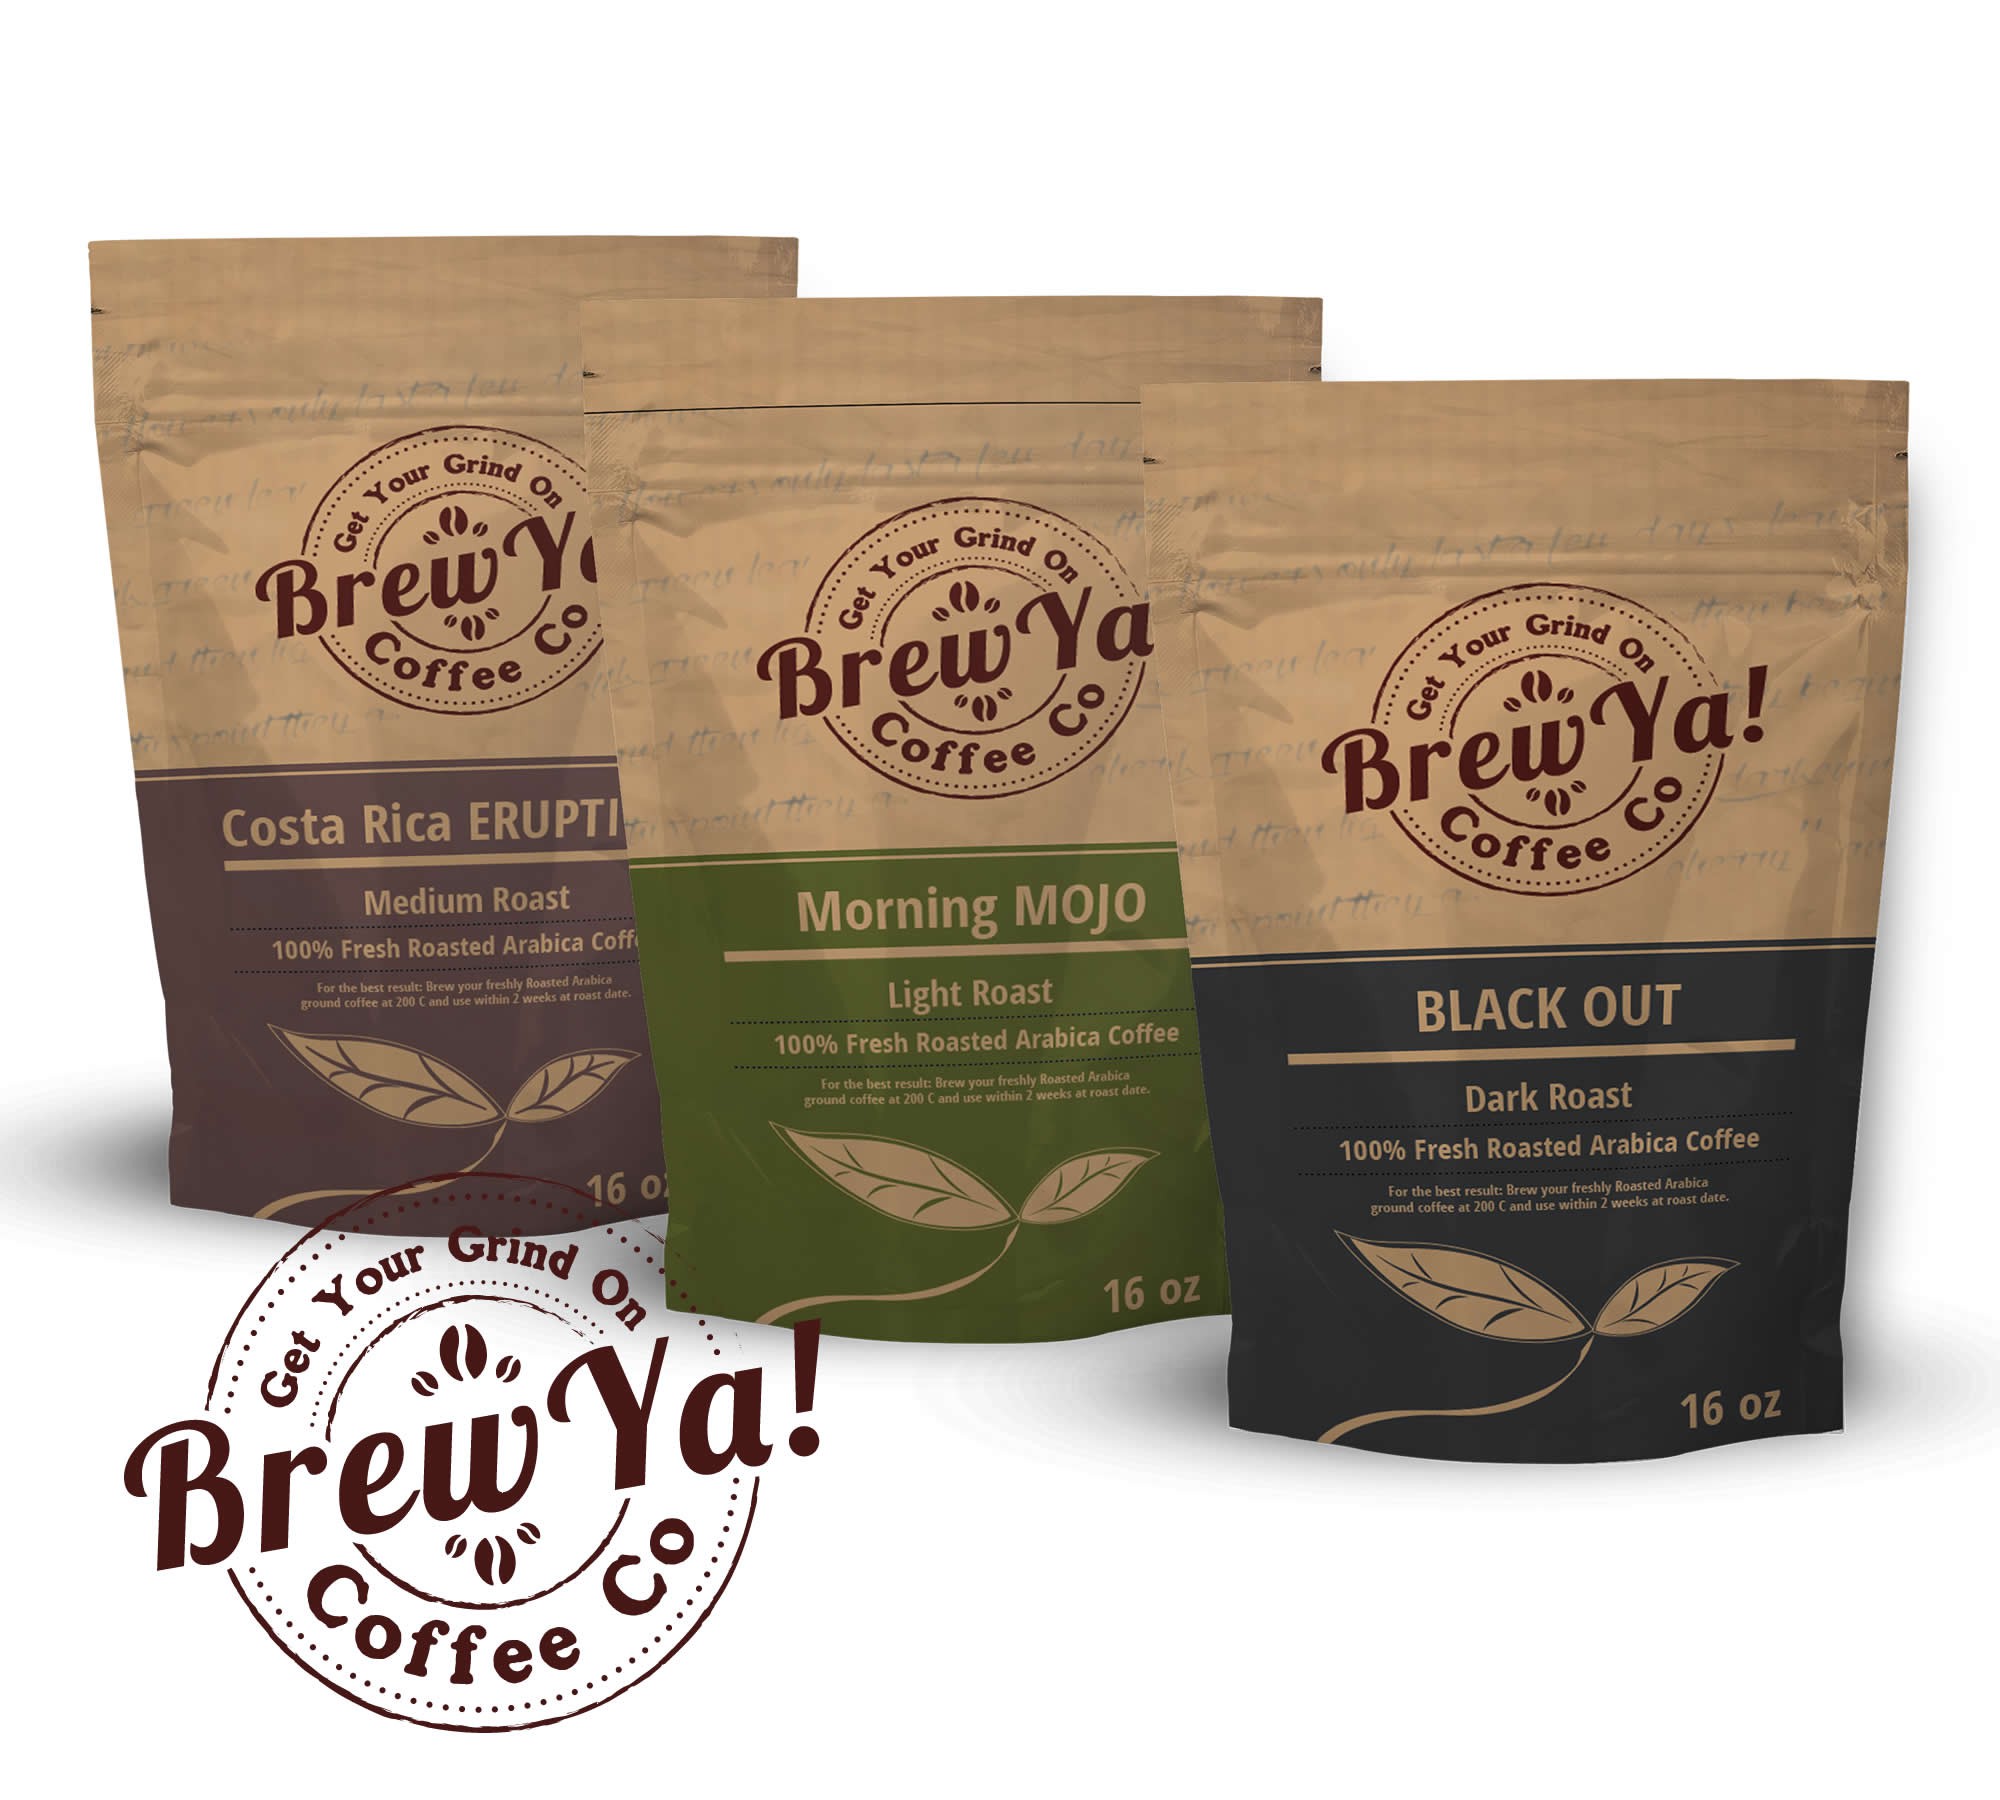 Get Your Grind On
Brew Y
Coffee Co
Costa Rica ERUPTI
Medium Roast
100% Fresh Roasted Arabica Coff
For the best result: Brew your freshly Roasted Arabica
ground coffee at 200 C and use within 2 weeks at roast date.
16 oz
Get Your Grind On
Brew Ya
Coffee Co
Morning MOJO
Light Roast
100% Fresh Roasted Arabica Coffee
For the best result: Brew your freshly Roasted Arabica
ground coffee at 200 C and use within 2 weeks at roast date.
16 oz
Get Your Grind On
Brew Ya!
Coffee Co
BLACK OUT
Dark Roast
100% Fresh Roasted Arabica Coffee
For the best result: Brew your freshly Roasted Arabica
ground coffee at 200 C and use within 2 weeks at roast date.
16 oz
Get Your Grind On
Brew Ya!
Coffee Co